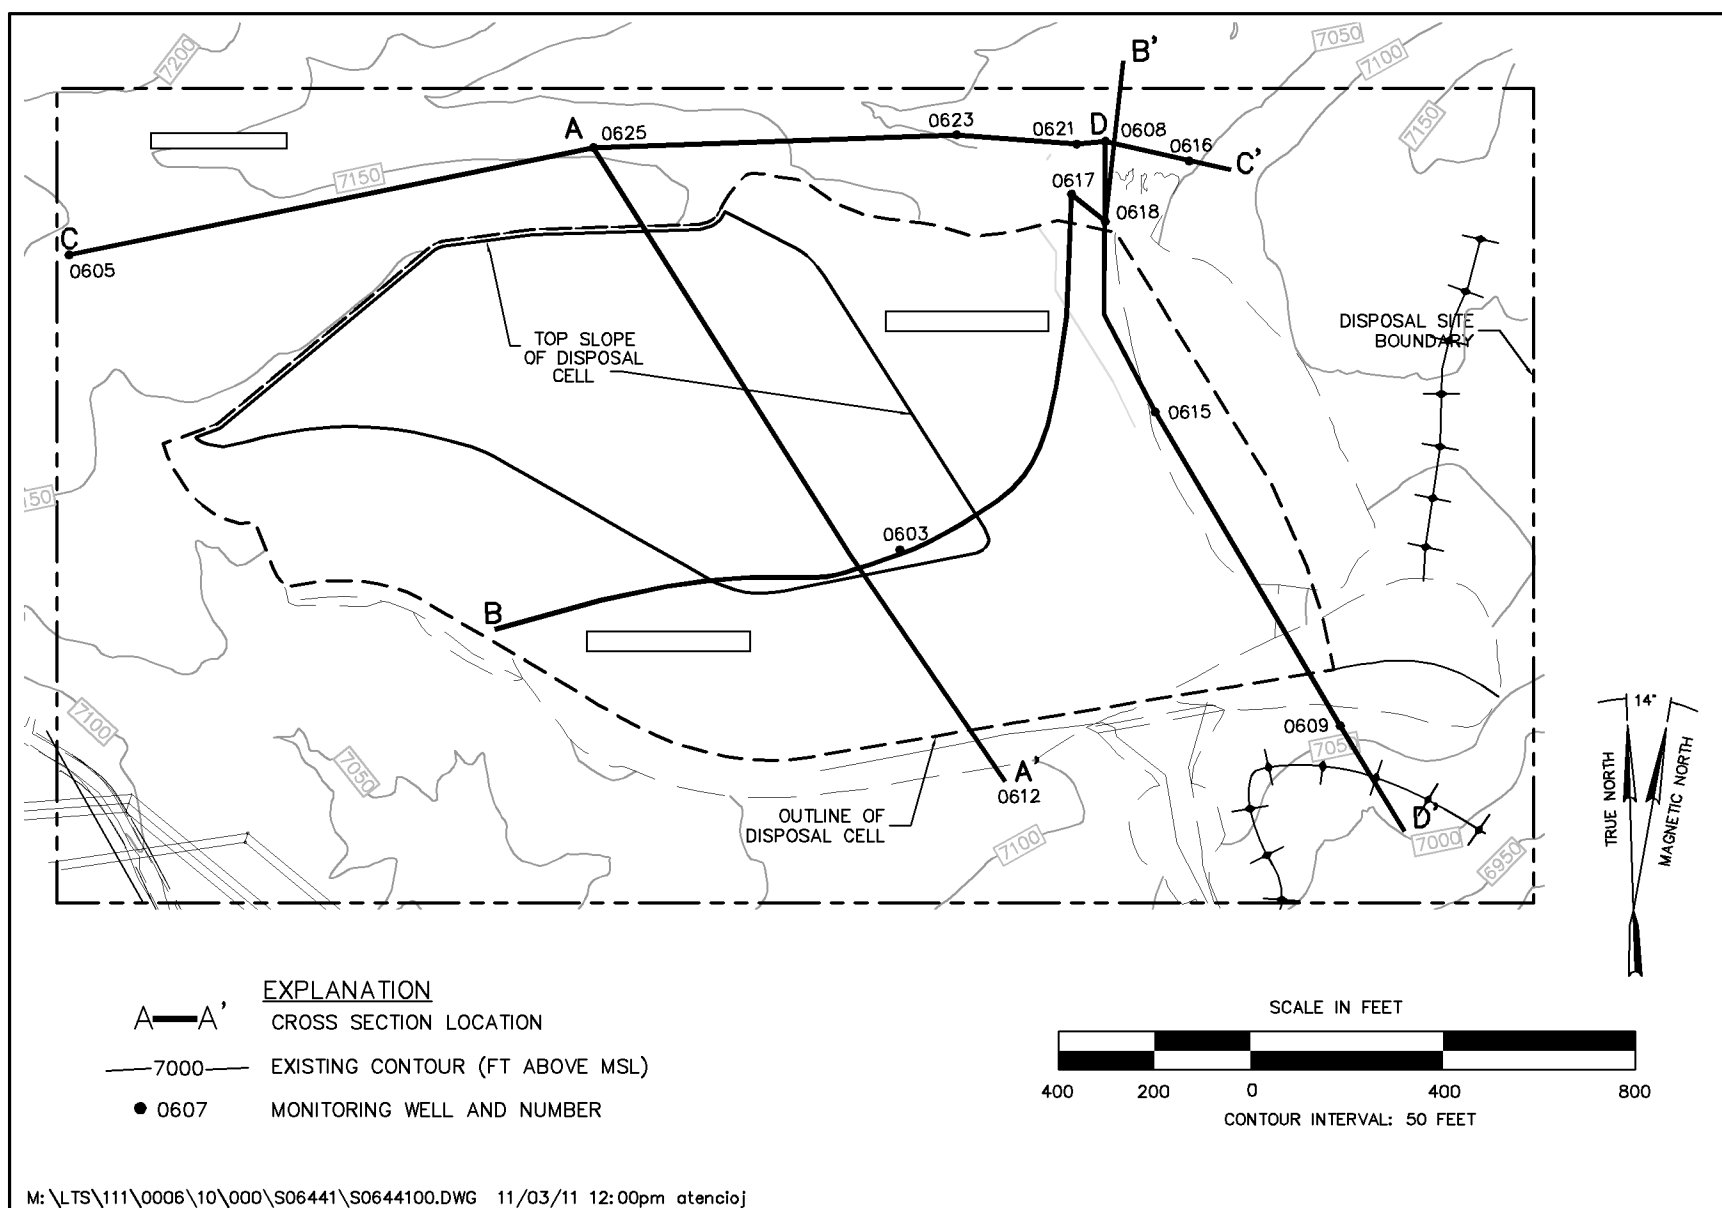 B'
7050
7200
7100
A
0625
0623
0621
D
0608
7150
0616
C'
7150
0617
0618
C
0605
DISPOSAL SITE
BOUNDARY
TOP SLOPE
OF DISPOSAL
CELL
0615
150
0603
B
7100
0609
7050
7050
A'
0612
OUTLINE OF
DISPOSAL CELL
D'
7100
7000
6950
14°
TRUE NORTH
MAGNETIC NORTH
EXPLANATION
A A'
CROSS SECTION LOCATION
7000
EXISTING CONTOUR (FT ABOVE MSL)
0607
MONITORING WELL AND NUMBER
SCALE IN FEET
400 200 0 400 800
CONTOUR INTERVAL: 50 FEET
M:\LTS\111\0006\10\000\S06441\S0644100.DWG 11/03/11 12:00pm atencioj